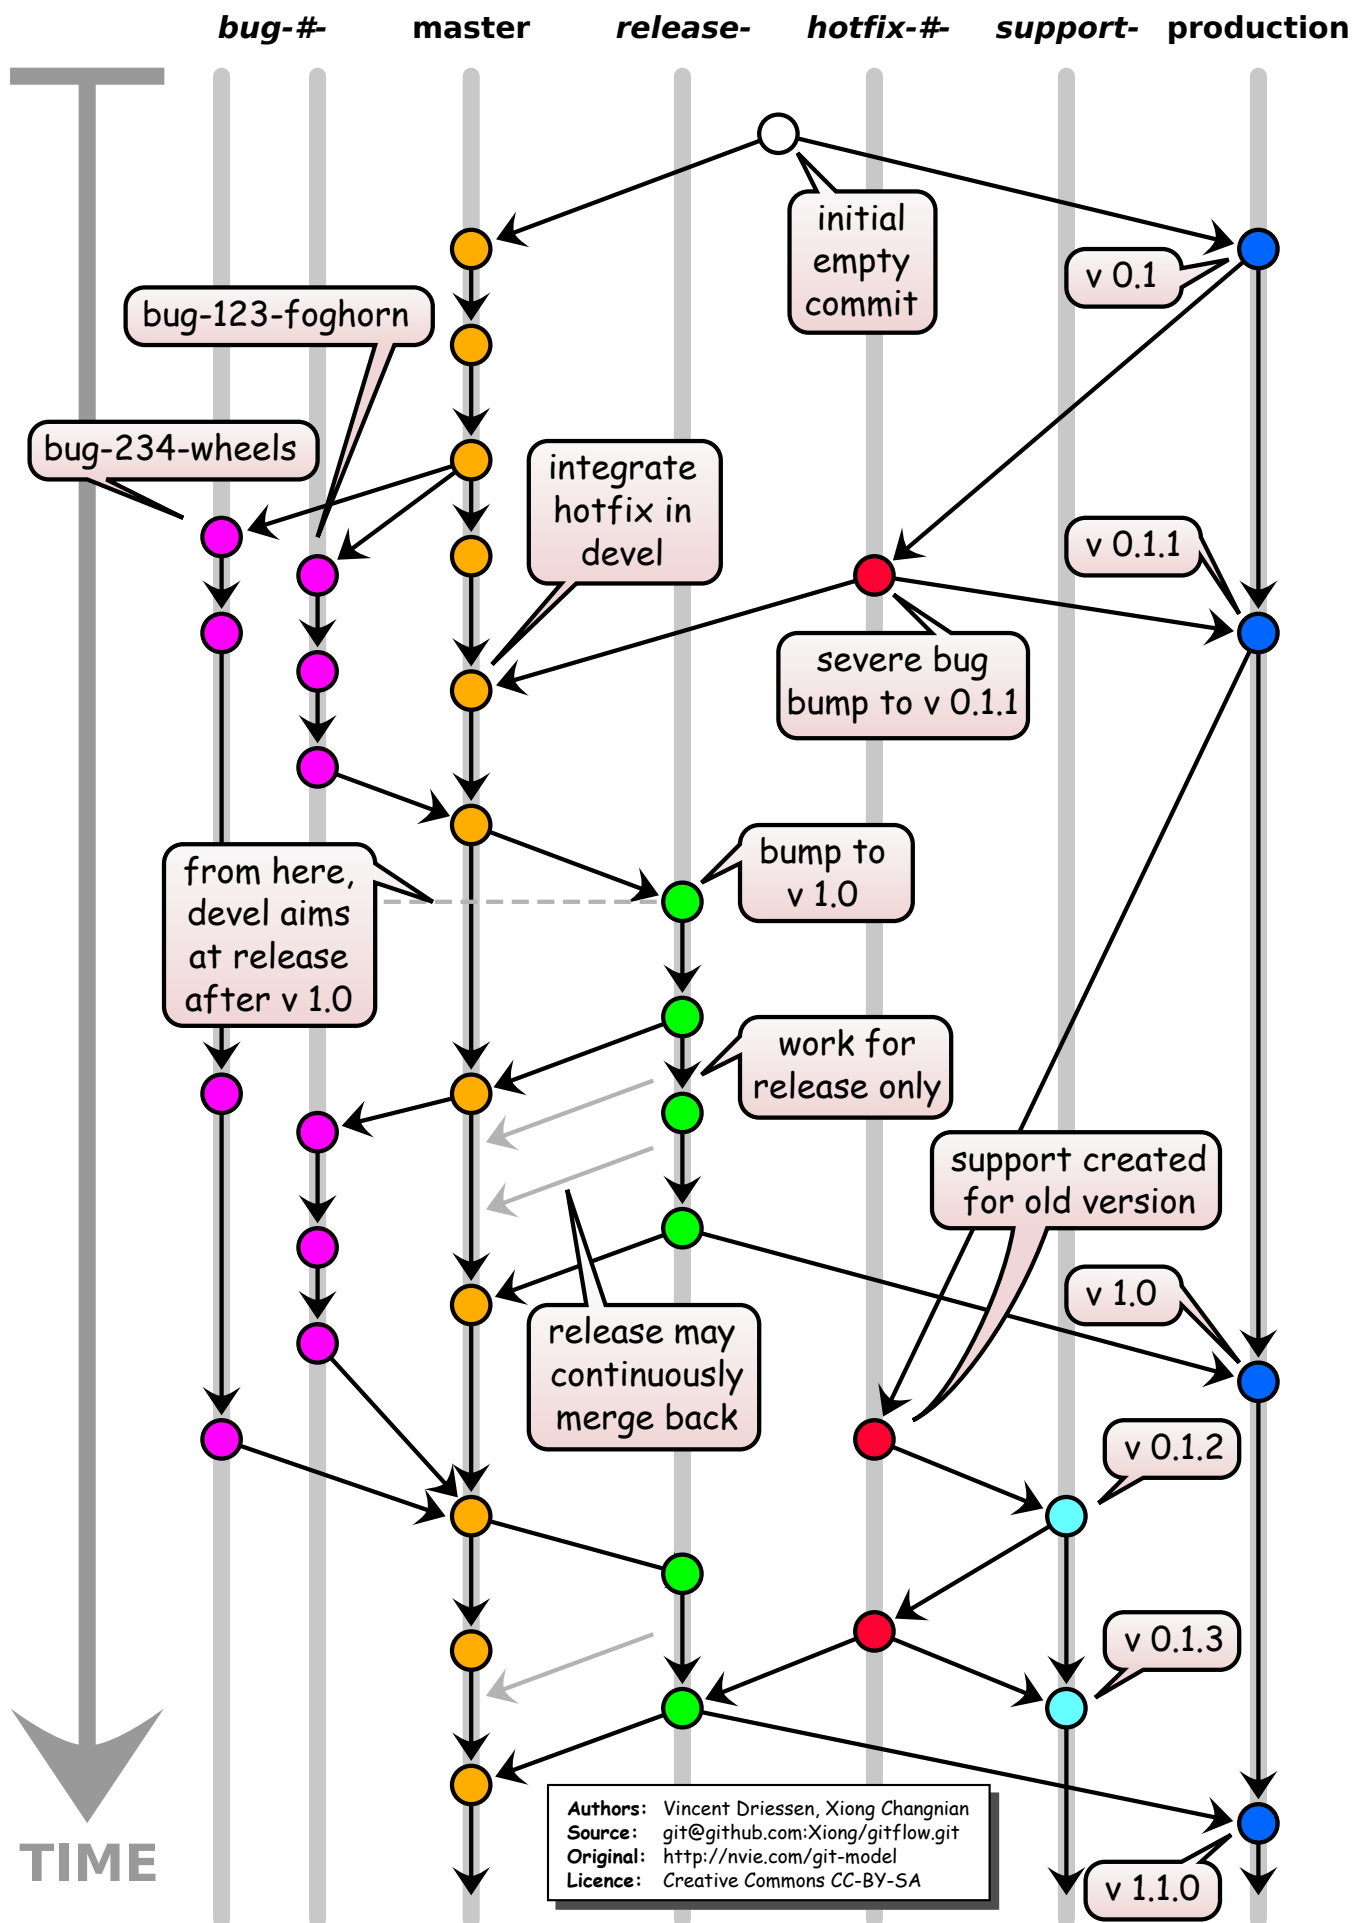 bug-#-
master
release-
hotfix-#-
support-
production
initial
empty
commit
v 0.1
bug-123-foghorn
bug-234-wheels
integrate
hotfix in
devel
v 0.1.1
severe bug
bump to v 0.1.1
bump to
v 1.0
from here,
devel aims
at release
after v 1.0
work for
release only
support created
for old version
v 1.0
release may
continuously
merge back
v 0.1.2
v 0.1.3
Authors: Vincent Driessen, Xiong Changnian
Source: git@github.com:Xiong/gitflow.git
Original: http://nvie.com/git-model
Licence: Creative Commons CC-BY-SA
TIME
v 1.1.0